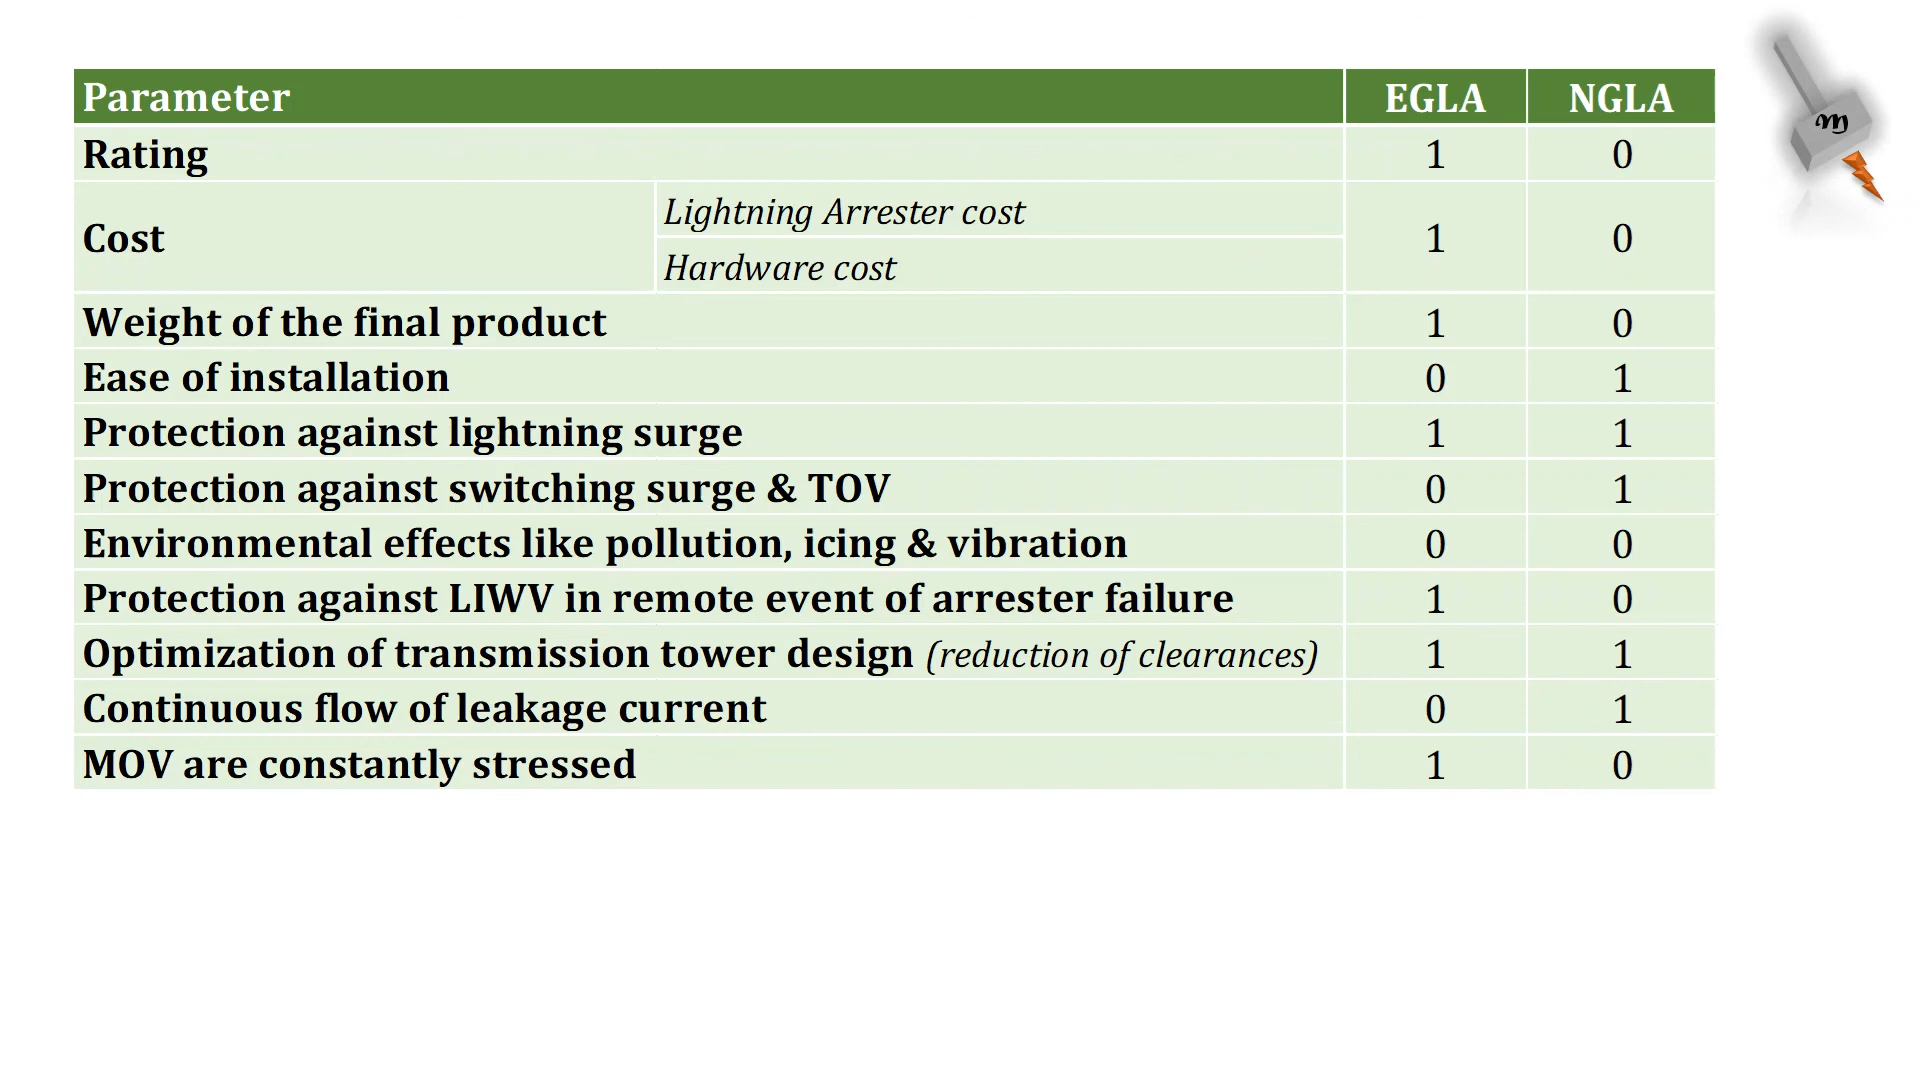 Parameter EGLA NGLA
Rating 1 0
Cost Lightning Arrester cost 1 0
Hardware cost
Weight of the final product 1 0
Ease of installation 0 1
Protection against lightning surge 1 1
Protection against switching surge & TOV 0 1
Environmental effects like pollution, icing & vibration 0 0
Protection against LIWV in remote event of arrester failure 1 0
Optimization of transmission tower design (reduction of clearances) 1 1
Continuous flow of leakage current 0 1
MOV are constantly stressed 1 0